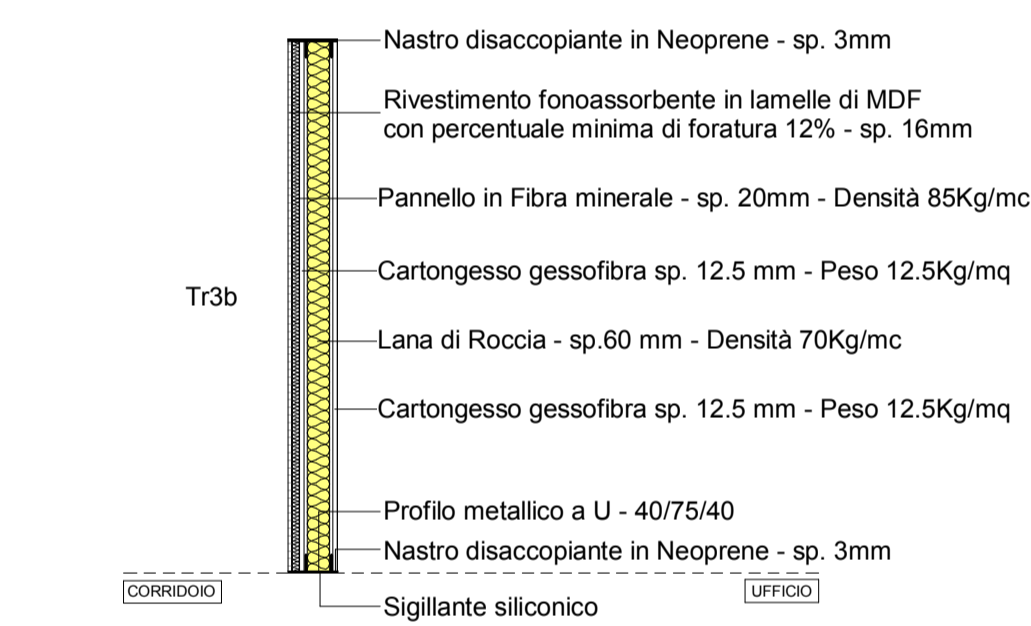 Nastro disaccopiante in Neoprene - sp. 3mm
Rivestimento fonoassorbente in lamelle di MDF
con percentuale minima di foratura 12% - sp. 16mm
Pannello in Fibra minerale - sp. 20mm - Densità 85Kg/mc
Cartongesso gessofibra sp. 12.5 mm - Peso 12.5Kg/mq
Tr3b
Lana di Roccia - sp.60 mm - Densità 70Kg/mc
Cartongesso gessofibra sp. 12.5 mm - Peso 12.5Kg/mq
Profilo metallico a U - 40/75/40
Nastro disaccopiante in Neoprene - sp. 3mm
CORRIDOIO
UFFICIO
Sigillante siliconico